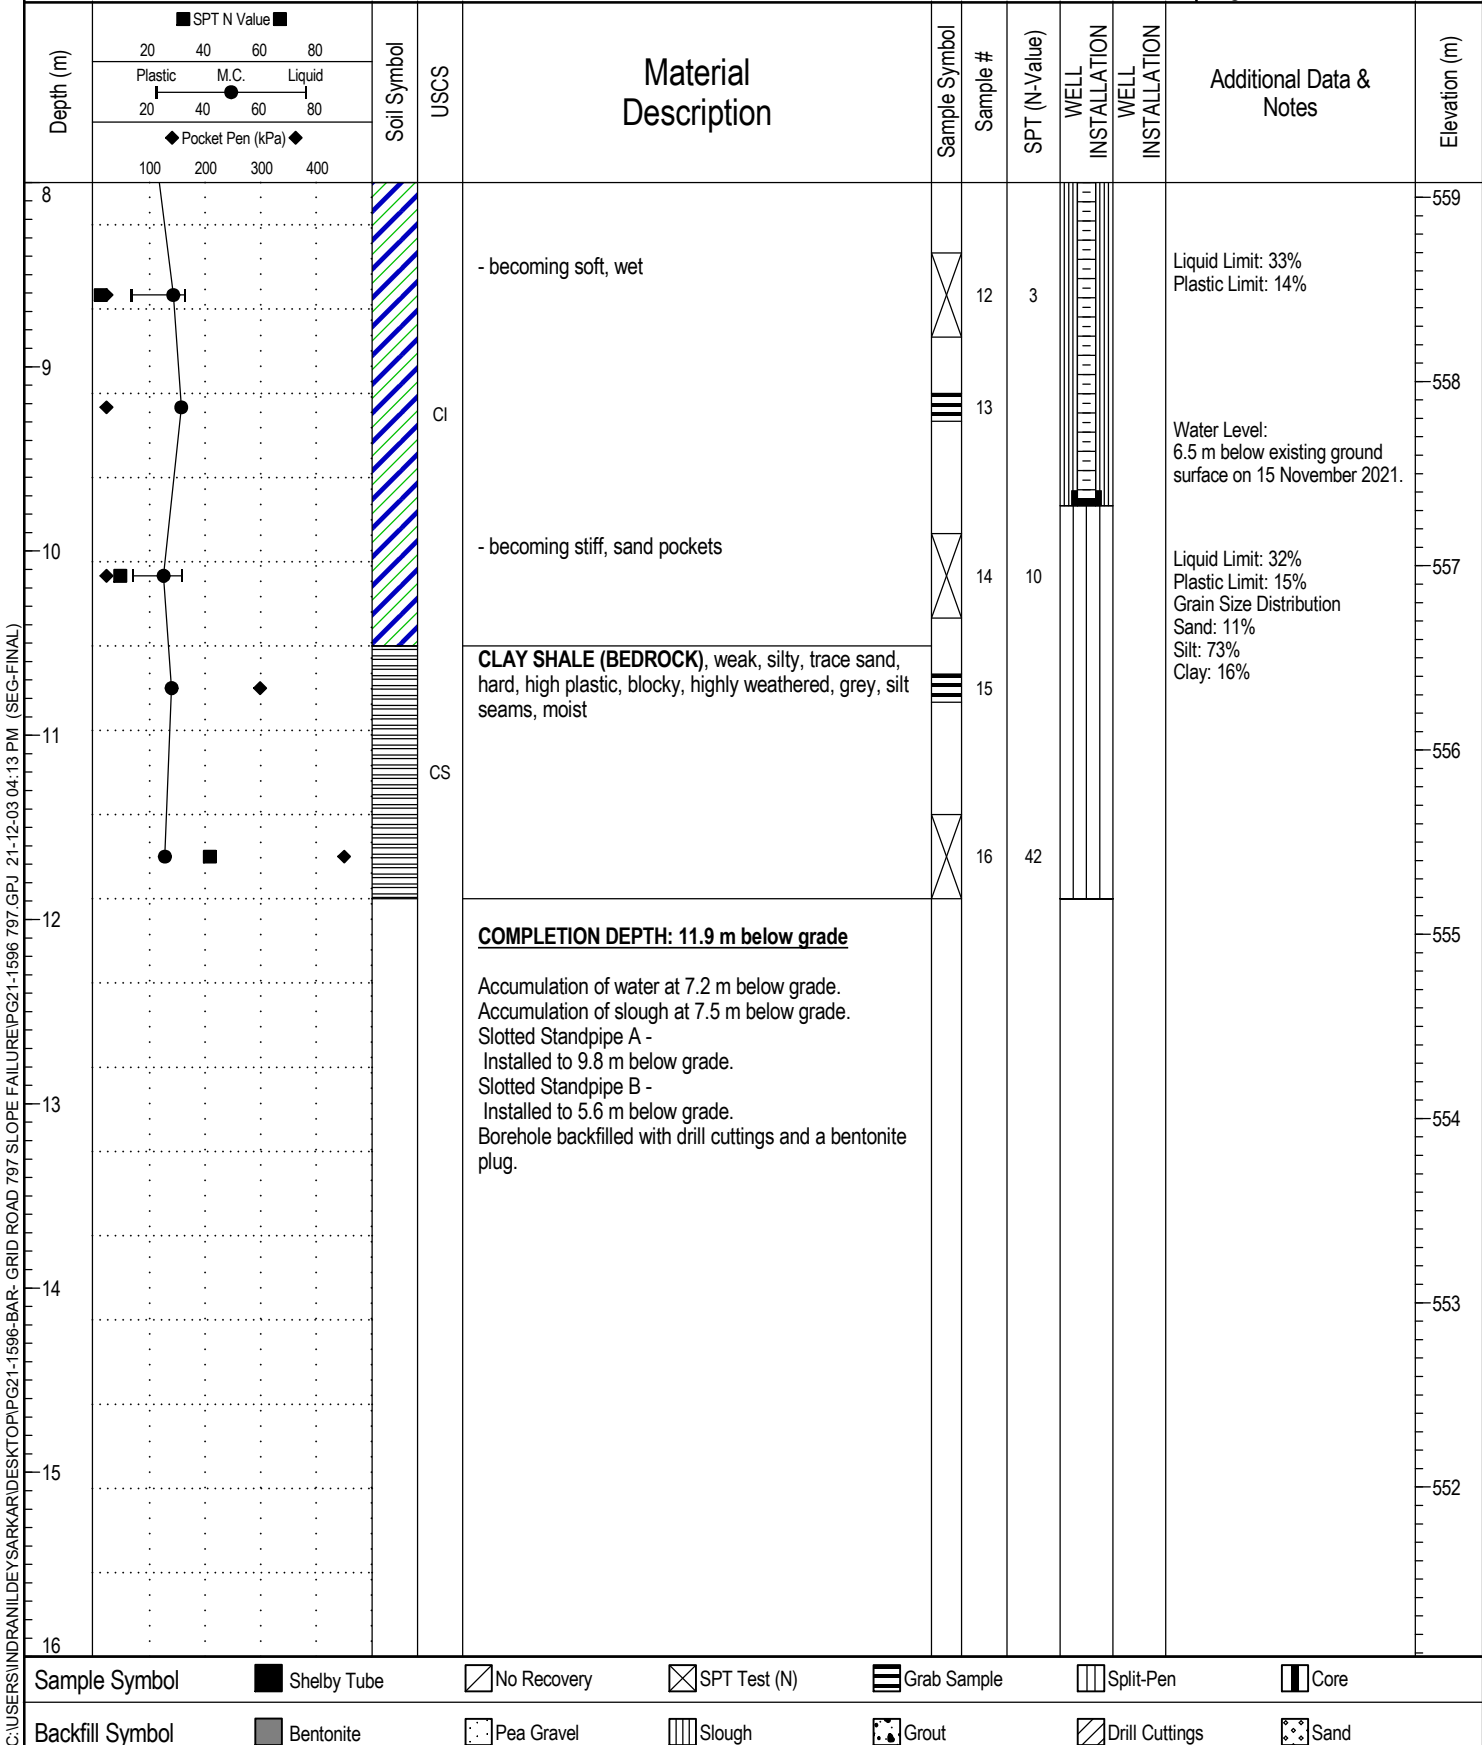 ■ SPT N Value ■
20 40 60 80
Plastic M.C. Liquid
20 40 60 80
◆ Pocket Pen (kPa) ◆
100 200 300 400
Depth (m)
Soil Symbol
USCS
Material
Description
Sample Symbol
Sample #
SPT (N-Value)
WELL
INSTALLATION
WELL
INSTALLATION
Additional Data &
Notes
Elevation (m)
8
559
- becoming soft, wet
12 3
Liquid Limit: 33%
Plastic Limit: 14%
9
558
CI
13
Water Level:
6.5 m below existing ground
surface on 15 November 2021.
10
- becoming stiff, sand pockets
14 10
557
Liquid Limit: 32%
Plastic Limit: 15%
Grain Size Distribution
Sand: 11%
Silt: 73%
Clay: 16%
CLAY SHALE (BEDROCK), weak, silty, trace sand,
hard, high plastic, blocky, highly weathered, grey, silt
seams, moist
15
11
556
CS
16 42
12
555
COMPLETION DEPTH: 11.9 m below grade
Accumulation of water at 7.2 m below grade.
Accumulation of slough at 7.5 m below grade.
Slotted Standpipe A -
Installed to 9.8 m below grade.
Slotted Standpipe B -
Installed to 5.6 m below grade.
Borehole backfilled with drill cuttings and a bentonite
plug.
13
554
14
553
15
552
16
Sample Symbol Shelby Tube No Recovery SPT Test (N) Grab Sample Split-Pen Core
Backfill Symbol Bentonite Pea Gravel Slough Grout Drill Cuttings Sand
C:\USERS\INDRANILDEYSARKAR\DESKTOP\PG21-1596-BAR- GRID ROAD 797 SLOPE FAILURE\PG21-1596 797.GPJ 21-12-03 04:13 PM (SEG-FINAL)